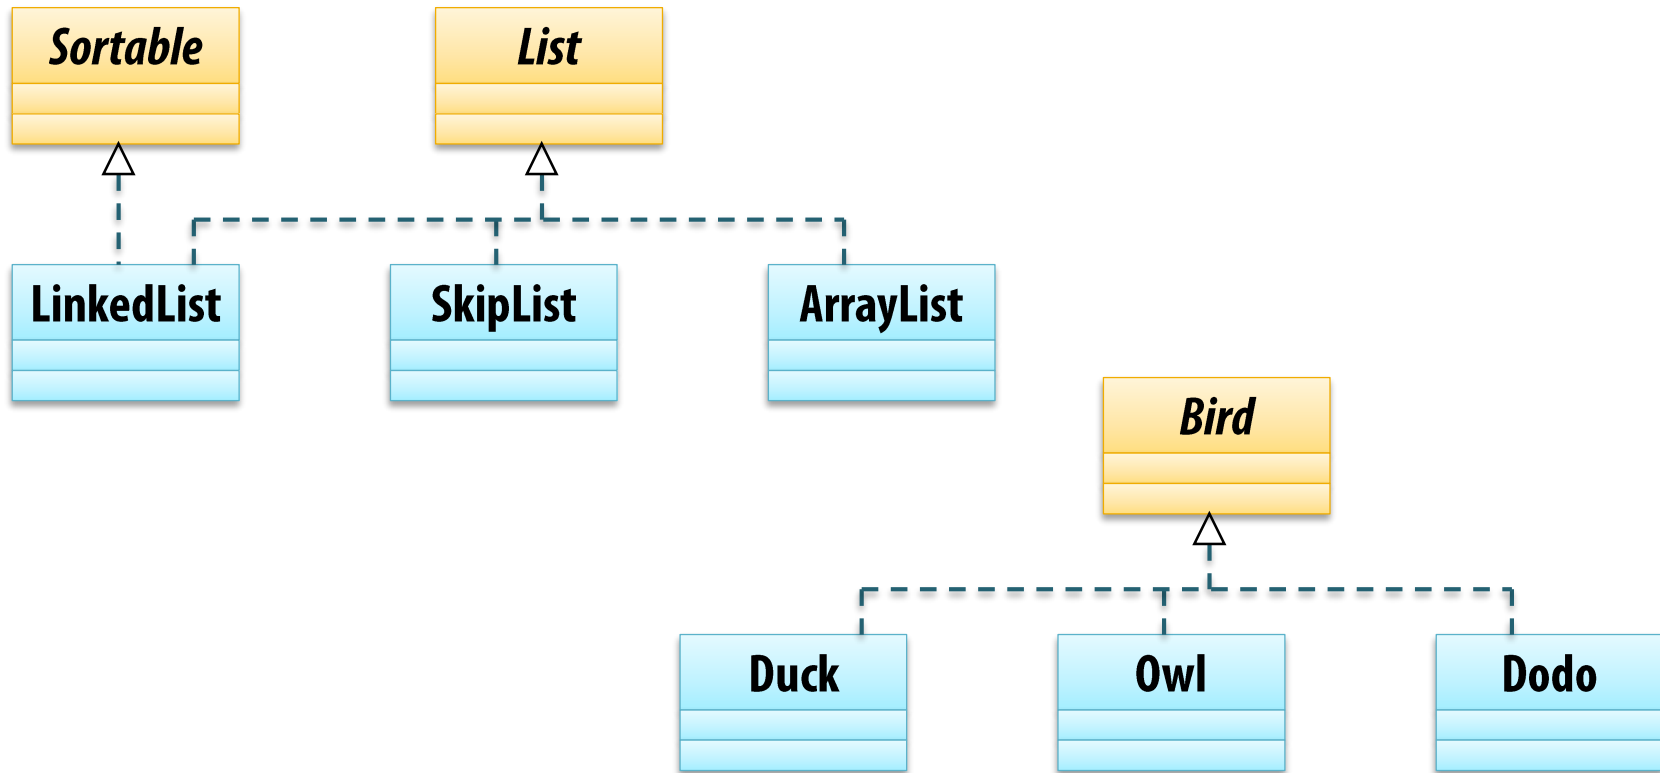 Sortable
List
LinkedList
SkipList
ArrayList
Bird
Duck
Owl
Dodo